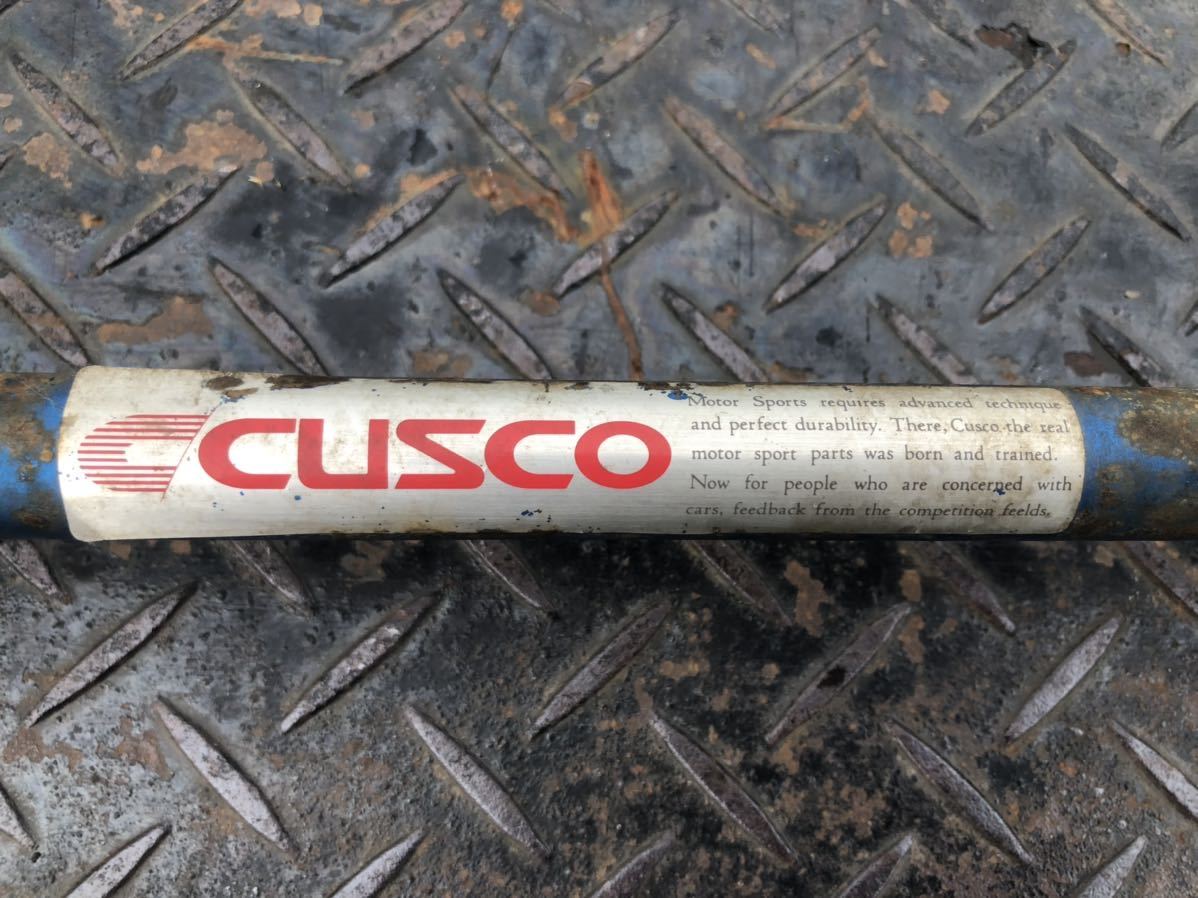 CUSCO
Motor Sports requires advanced technique
and perfect durability. There, Cusco, the real
motor sport parts was born and trained.
Now for people who are concerned with
cars, feedback from the competition feelds.